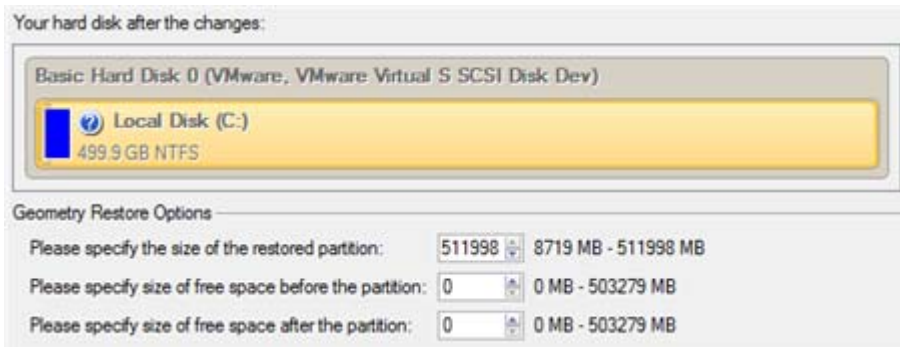 Your hard disk after the changes:
Basic Hard Disk 0 (VMware, VMware Virtual S SCSI Disk Dev)
Local Disk (C:)
499.9 GB NTFS
Geometry Restore Options
Please specify the size of the restored partition: 511998 8719 MB - 511998 MB
Please specify size of free space before the partition: 0 0 MB - 503279 MB
Please specify size of free space after the partition: 0 0 MB - 503279 MB